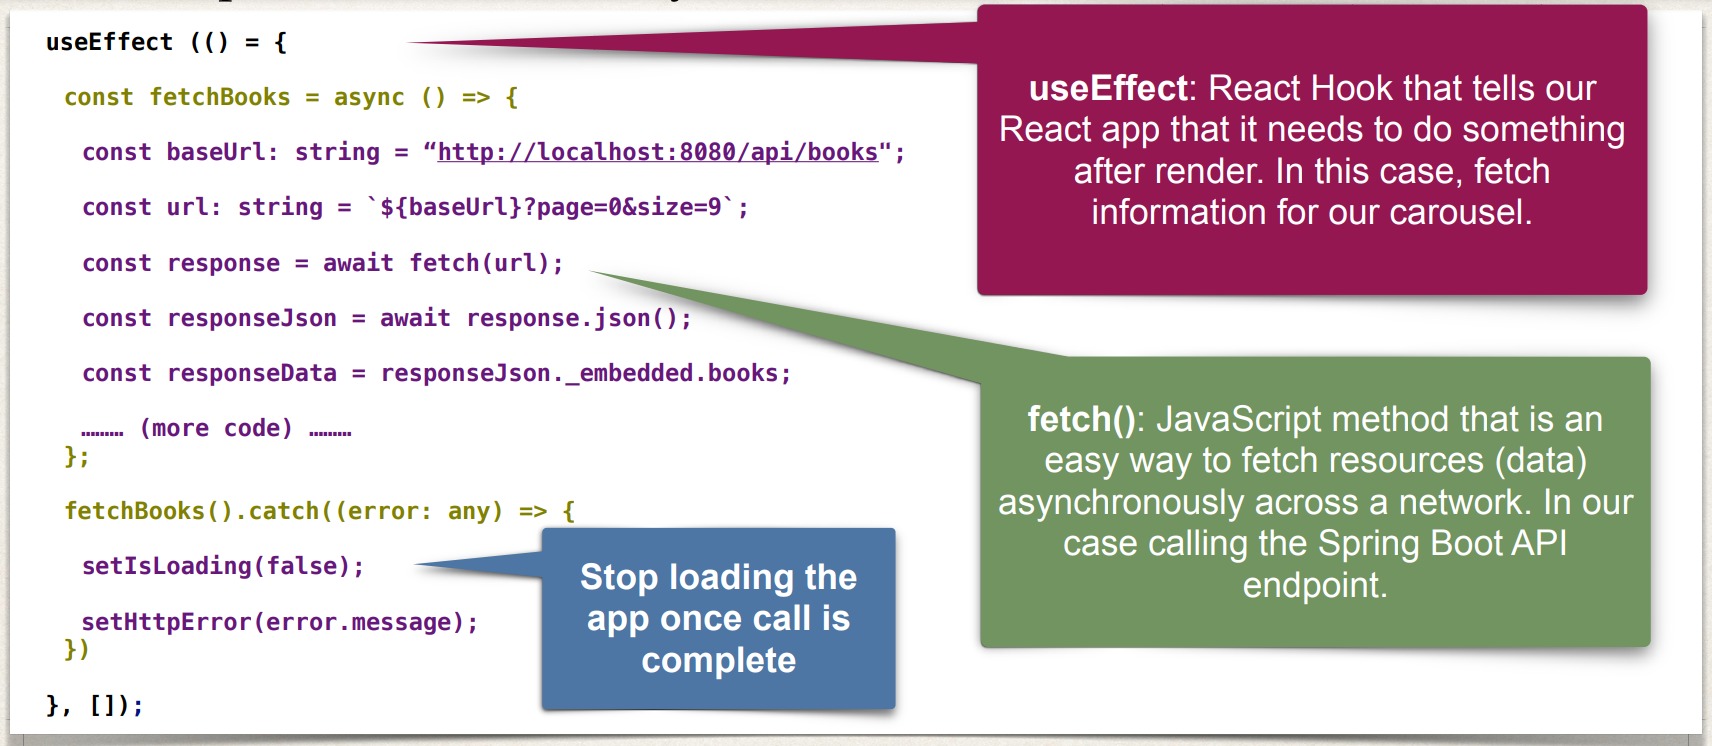 useEffect (() = {
const fetchBooks = async () => {
const baseUrl: string = “http://localhost:8080/api/books";
const url: string = `${baseUrl}?page=0&size=9`;
const response = await fetch(url);
const responseJson = await response.json();
const responseData = responseJson._embedded.books;
……… (more code) ………
};
fetchBooks().catch((error: any) => {
setIsLoading(false);
setHttpError(error.message);
})
}, []);
useEffect: React Hook that tells our
React app that it needs to do something
after render. In this case, fetch
information for our carousel.
fetch(): JavaScript method that is an
easy way to fetch resources (data)
asynchronously across a network. In our
case calling the Spring Boot API
endpoint.
Stop loading the
app once call is
complete